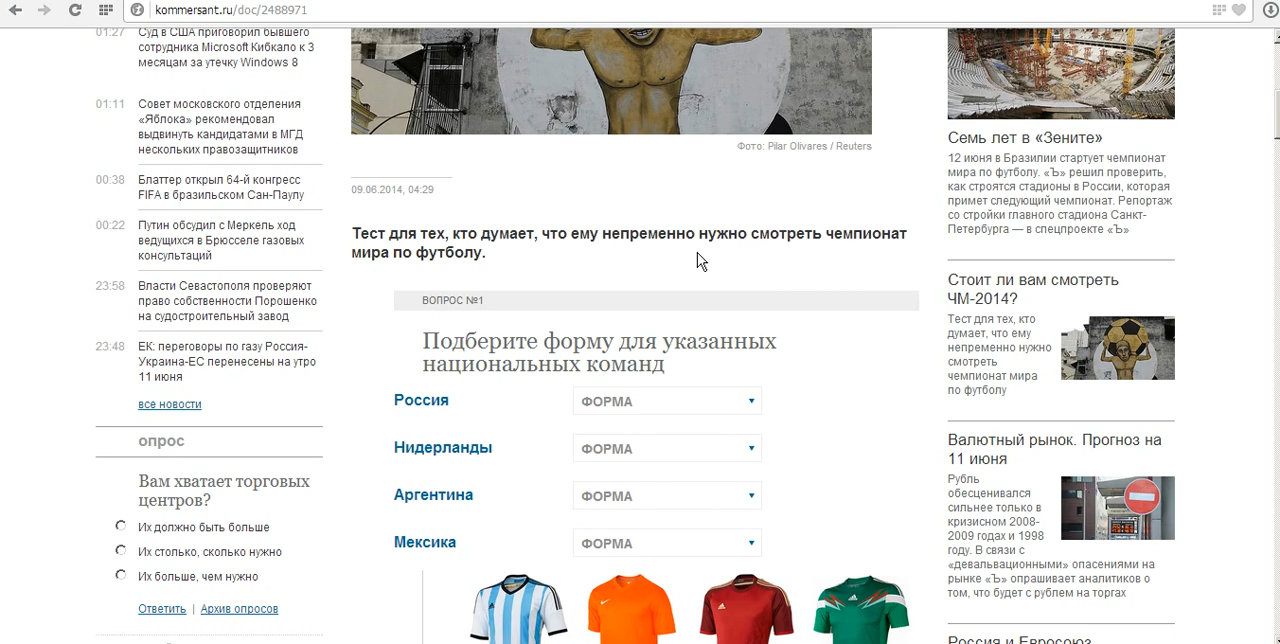 kommersant.ru/doc/2488971
01:27
Суд в США приговорил бывшего
сотрудника Microsoft Кибкало к 3
месяцам за утечку Windows 8
01:11
Совет московского отделения
«Яблока» рекомендовал
выдвинуть кандидатами в МГД
нескольких правозащитников
00:38
Блаттер открыл 64-й конгресс
FIFA в бразильском Сан-Паулу
00:22
Путин обсудил с Меркель ход
ведущихся в Брюсселе газовых
консультаций
23:58
Власти Севастополя проверяют
право собственности Порошенко
на судостроительный завод
23:48
ЕК: переговоры по газу Россия-
Украина-ЕС перенесены на утро
11 июня
все новости
опрос
Вам хватает торговых
центров?
Их должно быть больше
Их столько, сколько нужно
Их больше, чем нужно
Ответить | Архив опросов
Фото: Pilar Olivares / Reuters
09.06.2014, 04:29
Тест для тех, кто думает, что ему непременно нужно смотреть чемпионат
мира по футболу.
ВОПРОС №1
Подберите форму для указанных
национальных команд
Россия ФОРМА
Нидерланды ФОРМА
Аргентина ФОРМА
Мексика ФОРМА
Семь лет в «Зените»
12 июня в Бразилии стартует чемпионат
мира по футболу. «Ъ» решил проверить,
как строятся стадионы в России, которая
примет следующий чемпионат. Репортаж
со стройки главного стадиона Санкт-
Петербурга — в спецпроекте «Ъ»
Стоит ли вам смотреть
ЧМ-2014?
Тест для тех, кто
думает, что ему
непременно нужно
смотреть
чемпионат мира
по футболу
Валютный рынок. Прогноз на
11 июня
Рубль
обесценивался
сильнее только в
кризисном 2008-
2009 годах и 1998
году. В связи с
«девальвационными» опасениями на
рынке «Ъ» опрашивает аналитиков о
том, что будет с рублем на торгах
Россия и Евросоюз